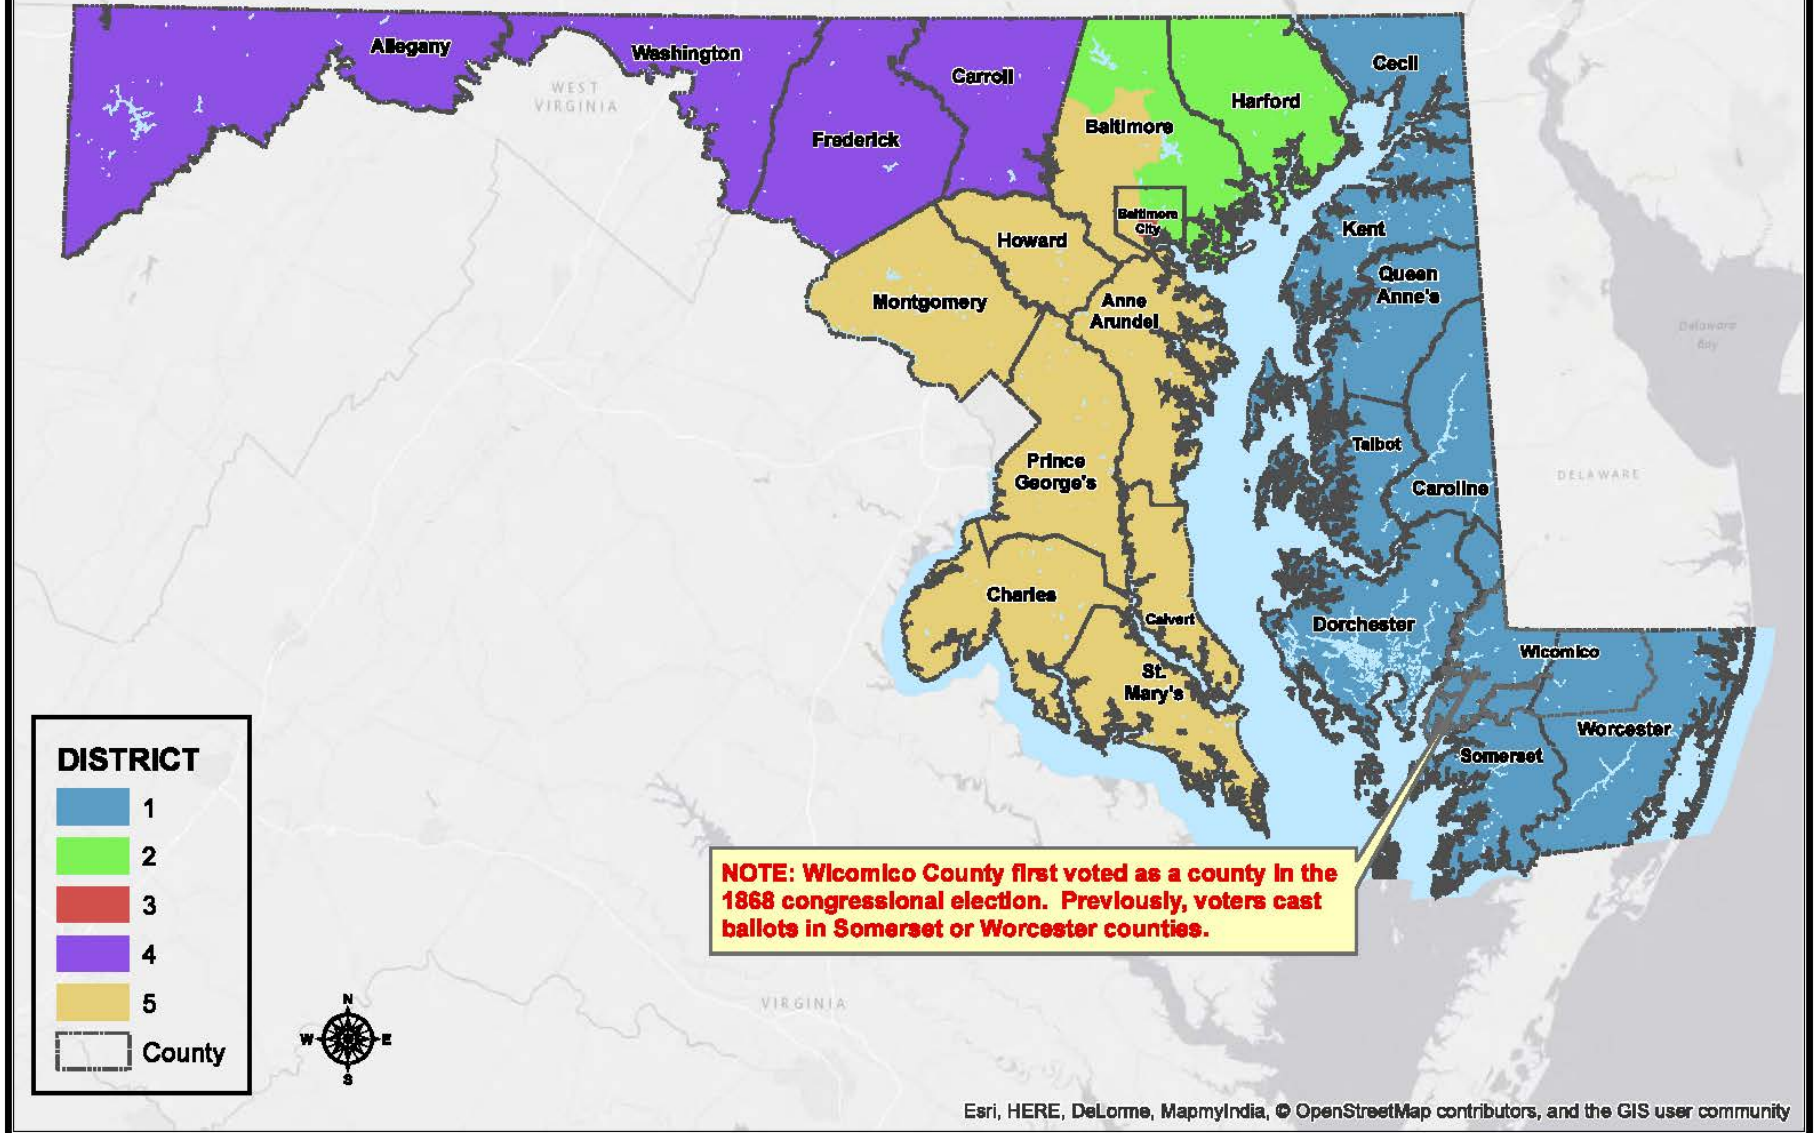 Allegany
Washington
Carroll
Cecil
WEST
VIRGINIA
Harford
Frederick
Baltimore
Baltimore
City
Kent
Howard
Queen
Anne's
Montgomery
Anne
Arundel
Delaware
Bay
Talbot
Prince
George's
DELAWARE
Caroline
Charles
Calvert
Dorchester
Wicomico
St.
Mary's
Worcester
Somerset
DISTRICT
1
2
3
4
5
County
NOTE: Wicomico County first voted as a county in the
1868 congressional election. Previously, voters cast
ballots in Somerset or Worcester counties.
VIRGINIA
N
W
E
S
Esri, HERE, DeLorme, MapmyIndia, © OpenStreetMap contributors, and the GIS user community